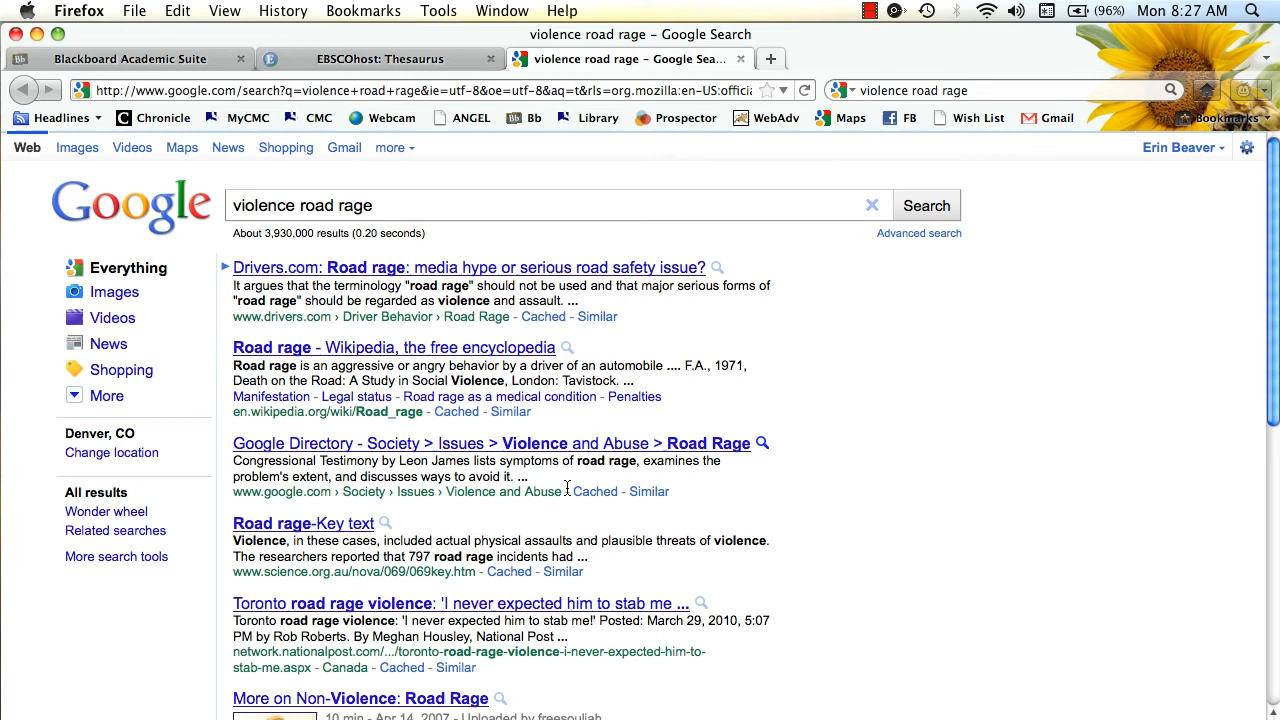 Firefox File Edit View History Bookmarks Tools Window Help (96%) Mon 8:27 AM
violence road rage – Google Search
Bb Blackboard Academic Suite × E EBSCOhost: Thesaurus × violence road rage – Google Sea... × +
http://www.google.com/search?q=violence+road+rage&ie=utf-8&oe=utf-8&aq=t&rls=org.mozilla:en-US:officia violence road rage
Headlines Chronicle MyCMC CMC Webcam ANGEL Bb Bb Library Prospector WebAdv Maps FB Wish List Gmail Bookmarks
Web Images Videos Maps News Shopping Gmail more Erin Beaver
Google violence road rage × Search
About 3,930,000 results (0.20 seconds) Advanced search
Everything
Images
Videos
News
Shopping
More
Denver, CO
Change location
All results
Wonder wheel
Related searches
More search tools
Drivers.com: Road rage: media hype or serious road safety issue?
It argues that the terminology "road rage" should not be used and that major serious forms of
"road rage" should be regarded as violence and assault. ...
www.drivers.com › Driver Behavior › Road Rage - Cached - Similar
Road rage - Wikipedia, the free encyclopedia
Road rage is an aggressive or angry behavior by a driver of an automobile .... F.A., 1971,
Death on the Road: A Study in Social Violence, London: Tavistock. ...
Manifestation - Legal status - Road rage as a medical condition - Penalties
en.wikipedia.org/wiki/Road_rage - Cached - Similar
Google Directory - Society > Issues > Violence and Abuse > Road Rage
Congressional Testimony by Leon James lists symptoms of road rage, examines the
problem's extent, and discusses ways to avoid it. ...
www.google.com › Society › Issues › Violence and Abuse - Cached - Similar
Road rage-Key text
Violence, in these cases, included actual physical assaults and plausible threats of violence.
The researchers reported that 797 road rage incidents had ...
www.science.org.au/nova/069/069key.htm - Cached - Similar
Toronto road rage violence: 'I never expected him to stab me ...
Toronto road rage violence: 'I never expected him to stab me!' Posted: March 29, 2010, 5:07
PM by Rob Roberts. By Meghan Housley, National Post ...
network.nationalpost.com/.../toronto-road-rage-violence-i-never-expected-him-to-
stab-me.aspx - Canada - Cached - Similar
More on Non-Violence: Road Rage
10 min - Apr 14, 2007 - Uploaded by freesouljah